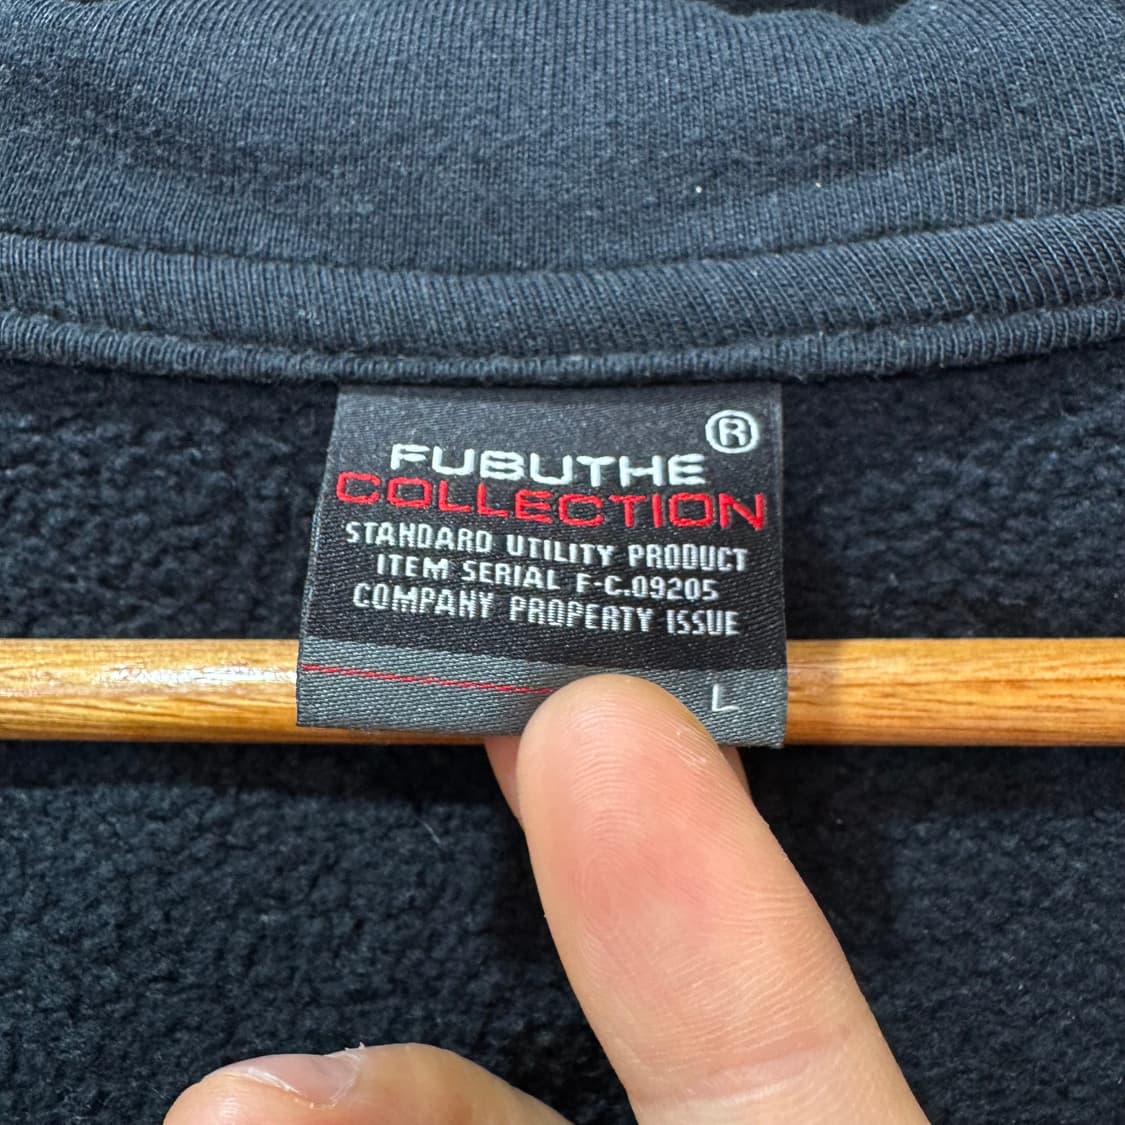 ®
FUBUTHE
COLLECTION
STANDARD UTILITY PRODUCT
ITEM SERIAL F-C.09205
COMPANY PROPERTY ISSUE
L